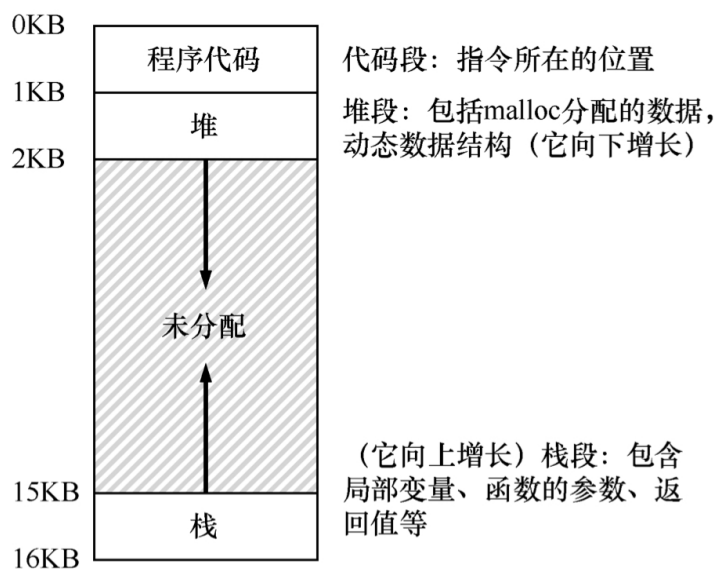 0KB
程序代码
代码段：指令所在的位置
1KB
堆
堆段：包括malloc分配的数据，
动态数据结构（它向下增长）
2KB
未分配
（它向上增长）栈段：包含
局部变量、函数的参数、返
回值等
15KB
栈
16KB